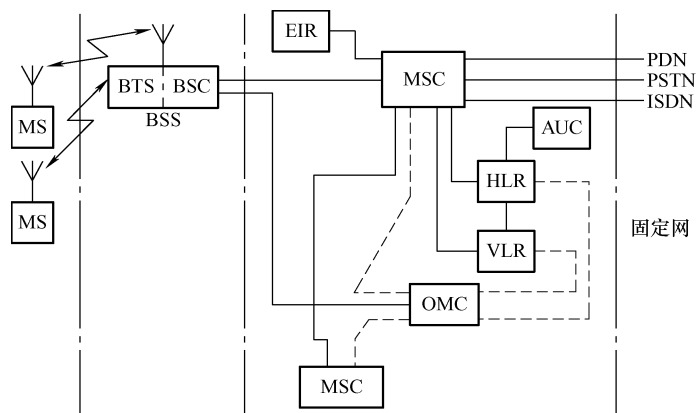 EIR
MSC
PDN
PSTN
ISDN
BTS
BSC
BSS
MS
MS
AUC
HLR
VLR
固定网
OMC
MSC